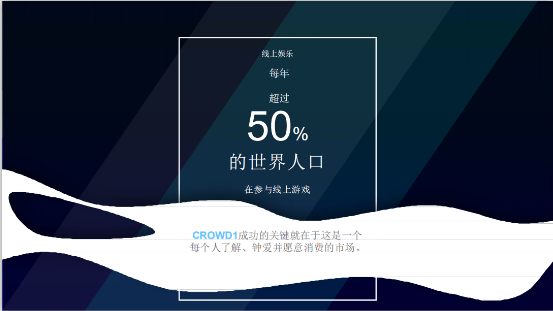 线上娱乐
每年
超过
50%
的世界人口
在参与线上游戏
CROWD1成功的关键就在于这是一个
每个人了解、钟爱并愿意消费的市场。